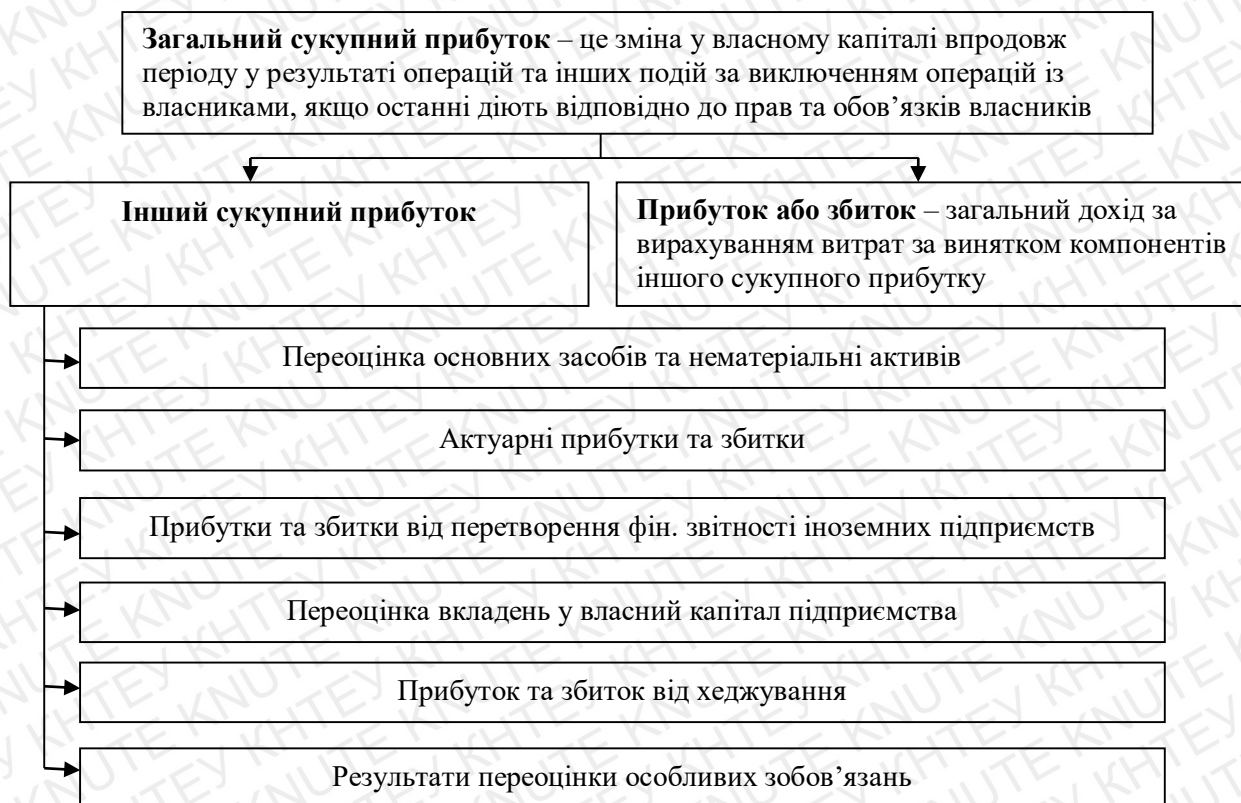 Загальний сукупний прибуток – це зміна у власному капіталі впродовж
періоду у результаті операцій та інших подій за виключенням операцій із
власниками, якщо останні діють відповідно до прав та обов’язків власників
Інший сукупний прибуток
Прибуток або збиток – загальний дохід за
вирахуванням витрат за винятком компонентів
іншого сукупного прибутку
Переоцінка основних засобів та нематеріальні активів
Актуарні прибутки та збитки
Прибутки та збитки від перетворення фін. звітності іноземних підприємств
Переоцінка вкладень у власний капітал підприємства
Прибуток та збиток від хеджування
Результати переоцінки особливих зобов’язань